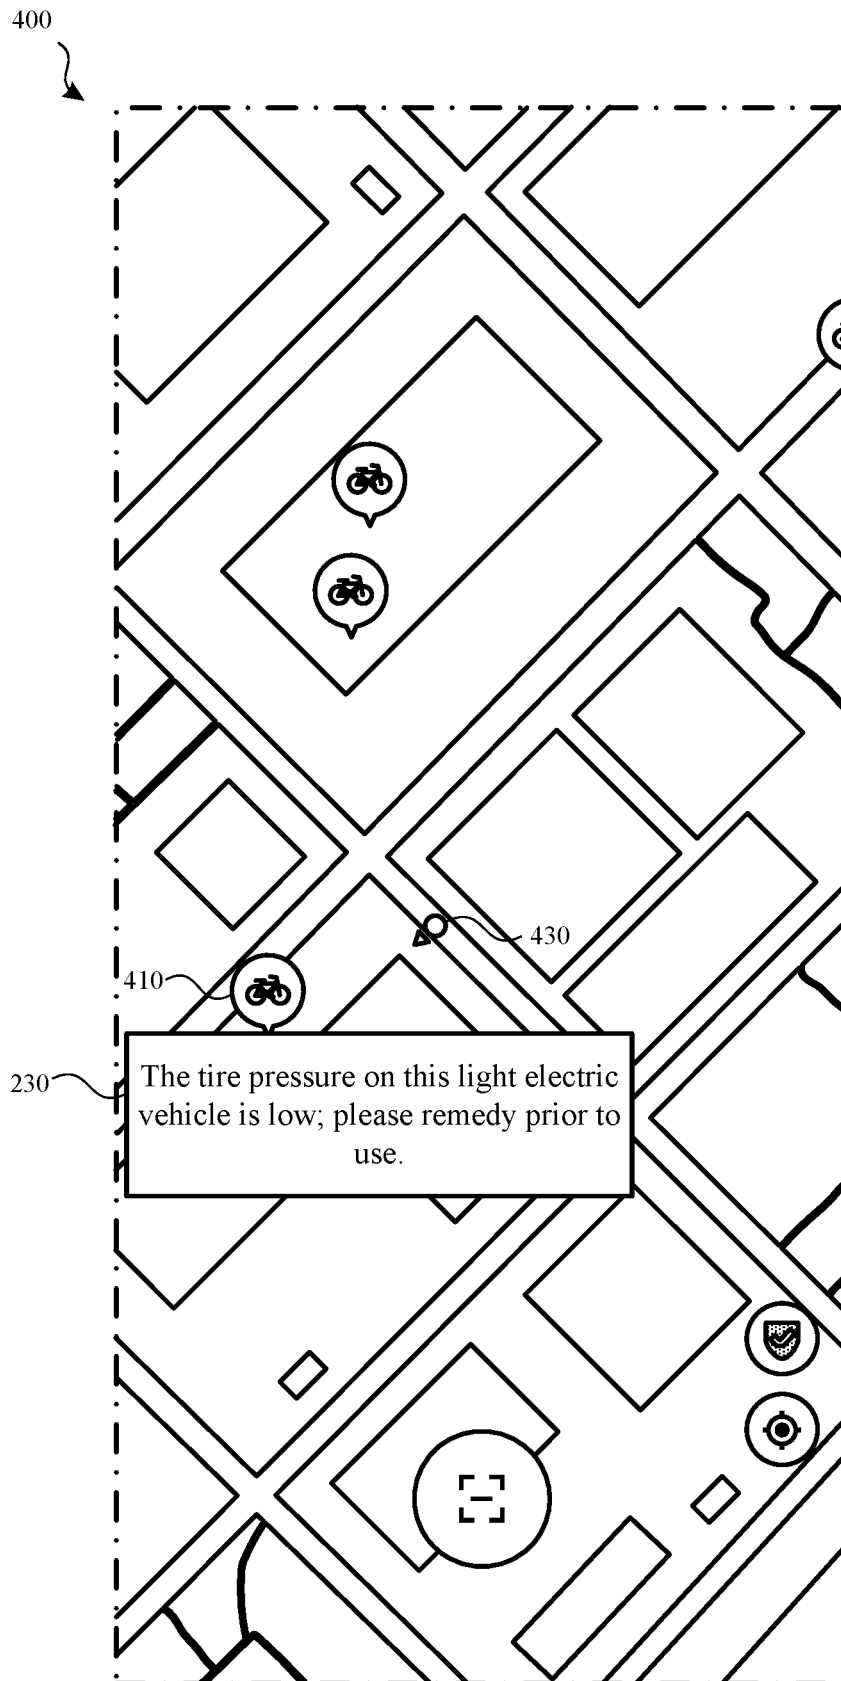 400
430
410
230
The tire pressure on this light electric
vehicle is low; please remedy prior to
use.